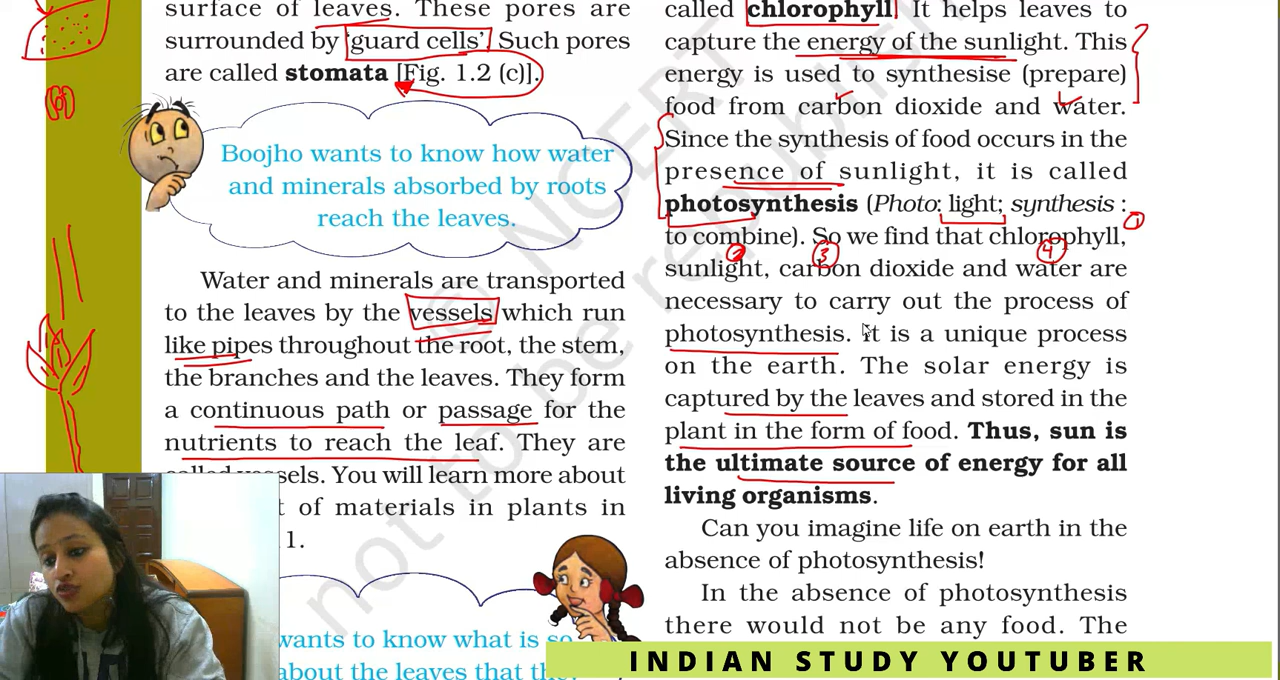 surface of leaves. These pores are
surrounded by 'guard cells'. Such pores
are called stomata [Fig. 1.2 (c)].
Boojho wants to know how water
and minerals absorbed by roots
reach the leaves.
Water and minerals are transported
to the leaves by the vessels which run
like pipes throughout the root, the stem,
the branches and the leaves. They form
a continuous path or passage for the
nutrients to reach the leaf. They are
vessels. You will learn more about
of materials in plants in
1.
wants to know what is so
about the leaves that
called chlorophyll. It helps leaves to
capture the energy of the sunlight. This
energy is used to synthesise (prepare)
food from carbon dioxide and water.
Since the synthesis of food occurs in the
presence of sunlight, it is called
photosynthesis (Photo: light; synthesis :
to combine). So we find that chlorophyll,
sunlight, carbon dioxide and water are
necessary to carry out the process of
photosynthesis. It is a unique process
on the earth. The solar energy is
captured by the leaves and stored in the
plant in the form of food. Thus, sun is
the ultimate source of energy for all
living organisms.
Can you imagine life on earth in the
absence of photosynthesis!
In the absence of photosynthesis
there would not be any food. The
1
2
3
4
© NCERT
not to be republish
INDIAN STUDY YOUTUBER